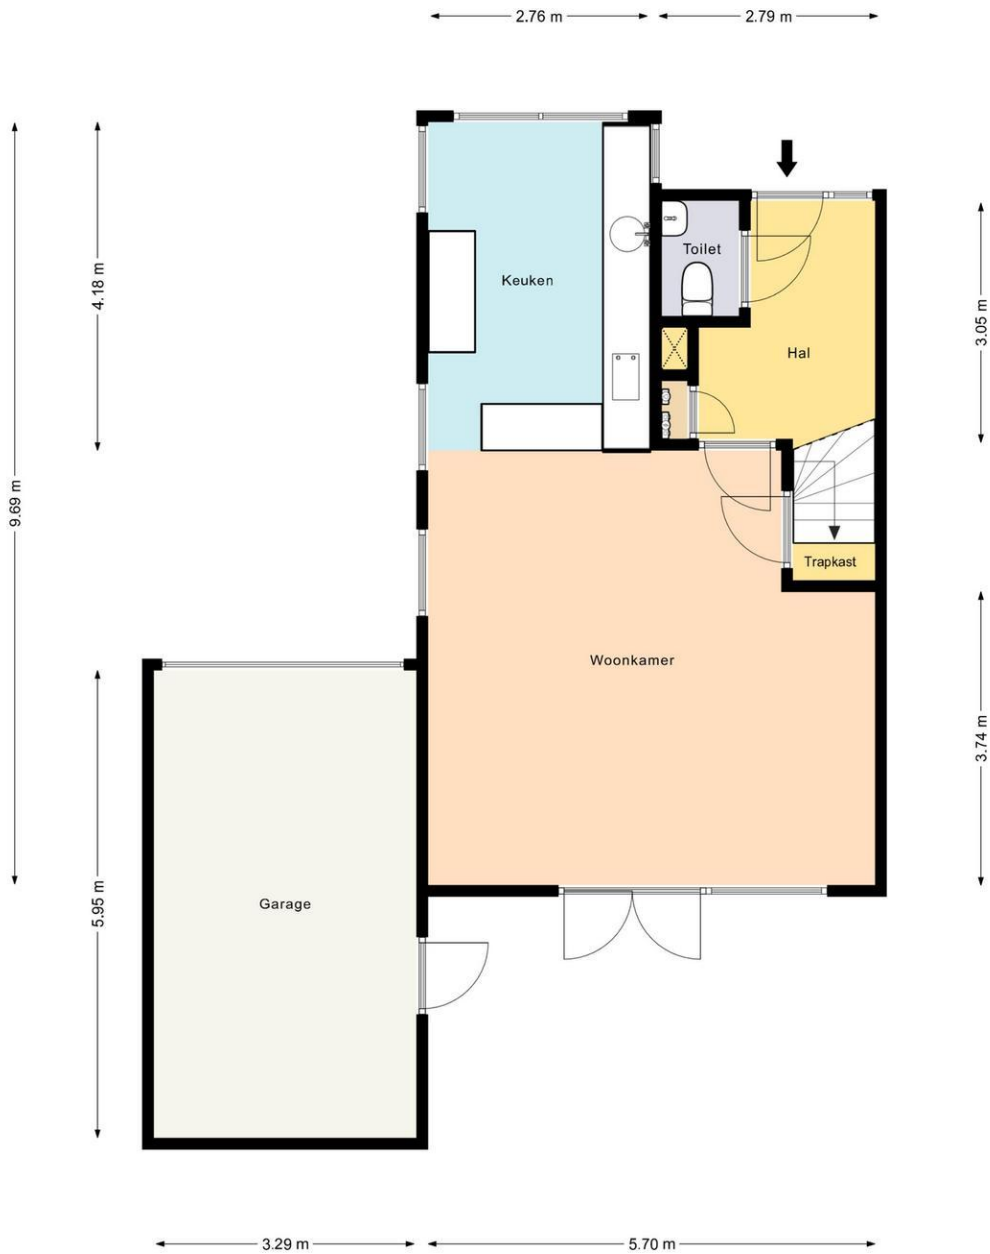 2.76 m
2.79 m
Toilet
Keuken
4.18 m
3.05 m
Hal
9.69 m
Trapkast
Woonkamer
3.74 m
Garage
5.95 m
3.29 m
5.70 m